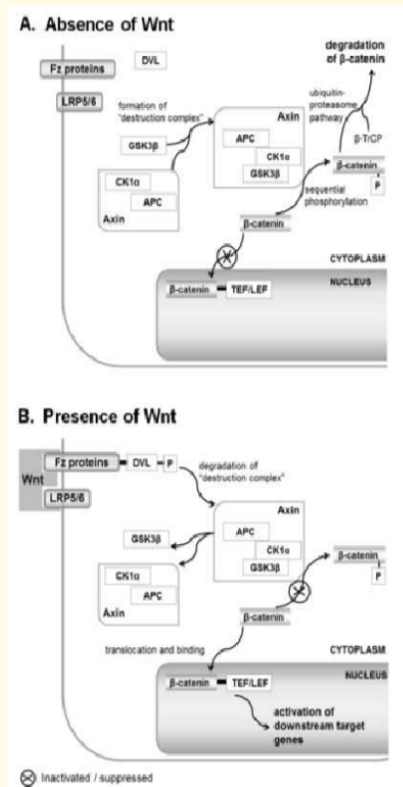 A. Absence of Wnt
degradation
of β-catenin
DVL
Fz proteins
LRP5/6
ubiquitin-
proteasome
pathway
formation of
"destruction complex"
Axin
GSK3β
APC
β-TrCP
CK1α
GSK3β
β-catenin
P
CK1α
APC
Axin
sequential
phosphorylation
β-catenin
CYTOPLASM
NUCLEUS
β-catenin
TEF/LEF
B. Presence of Wnt
Fz proteins
DVL
P
Wnt
degradation of
"destruction complex"
LRP5/6
Axin
GSK3β
APC
CK1α
GSK3β
β-catenin
P
CK1α
APC
Axin
β-catenin
translocation and binding
CYTOPLASM
NUCLEUS
β-catenin
TEF/LEF
activation of
downstream target
genes
Inactivated / suppressed